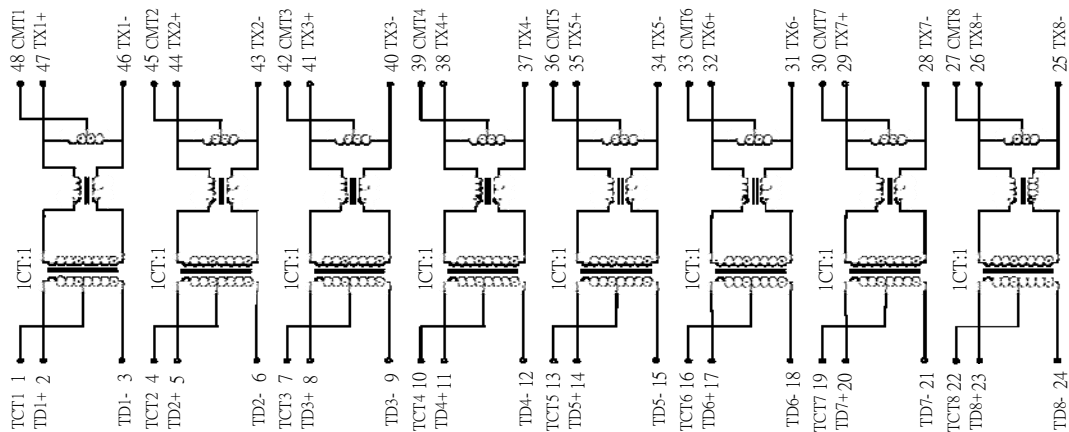 48 CMT1
47 TX1+
46 TX1-
45 CMT2
44 TX2+
43 TX2-
42 CMT3
41 TX3+
40 TX3-
39 CMT4
38 TX4+
37 TX4-
36 CMT5
35 TX5+
34 TX5-
33 CMT6
32 TX6+
31 TX6-
30 CMT7
29 TX7+
28 TX7-
27 CMT8
26 TX8+
25 TX8-
1CT:1
1CT:1
1CT:1
1CT:1
1CT:1
1CT:1
1CT:1
1CT:1
TCT1 1
TD1+ 2
TD1- 3
TCT2 4
TD2+ 5
TD2- 6
TCT3 7
TD3+ 8
TD3- 9
TCT4 10
TD4+ 11
TD4- 12
TCT5 13
TD5+ 14
TD5- 15
TCT6 16
TD6+ 17
TD6- 18
TCT7 19
TD7+ 20
TD7- 21
TCT8 22
TD8+ 23
TD8- 24